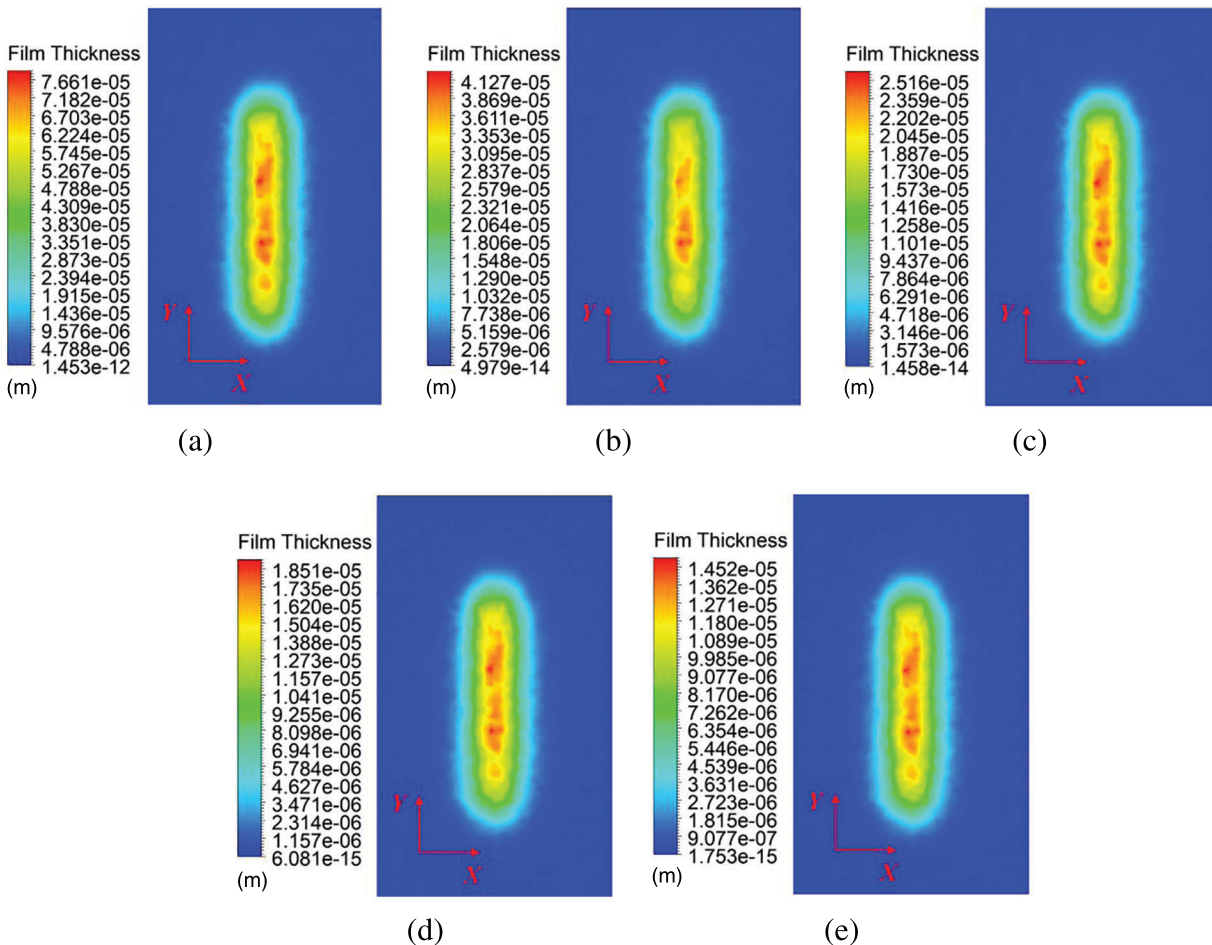 Film Thickness
7.661e-05
7.182e-05
6.703e-05
6.224e-05
5.745e-05
5.267e-05
4.788e-05
4.309e-05
3.830e-05
3.351e-05
2.873e-05
2.394e-05
1.915e-05
1.436e-05
9.576e-06
4.788e-06
1.453e-12
(m)
Y
X
(a)
Film Thickness
4.127e-05
3.869e-05
3.611e-05
3.353e-05
3.095e-05
2.837e-05
2.579e-05
2.321e-05
2.064e-05
1.806e-05
1.548e-05
1.290e-05
1.032e-05
7.738e-06
5.159e-06
2.579e-06
4.979e-14
(m)
Y
X
(b)
Film Thickness
2.516e-05
2.359e-05
2.202e-05
2.045e-05
1.887e-05
1.730e-05
1.573e-05
1.416e-05
1.258e-05
1.101e-05
9.437e-06
7.864e-06
6.291e-06
4.718e-06
3.146e-06
1.573e-06
1.458e-14
(m)
Y
X
(c)
Film Thickness
1.851e-05
1.735e-05
1.620e-05
1.504e-05
1.388e-05
1.273e-05
1.157e-05
1.041e-05
9.255e-06
8.098e-06
6.941e-06
5.784e-06
4.627e-06
3.471e-06
2.314e-06
1.157e-06
6.081e-15
(m)
Y
X
(d)
Film Thickness
1.452e-05
1.362e-05
1.271e-05
1.180e-05
1.089e-05
9.985e-06
9.077e-06
8.170e-06
7.262e-06
6.354e-06
5.446e-06
4.539e-06
3.631e-06
2.723e-06
1.815e-06
9.077e-07
1.753e-15
(m)
Y
X
(e)